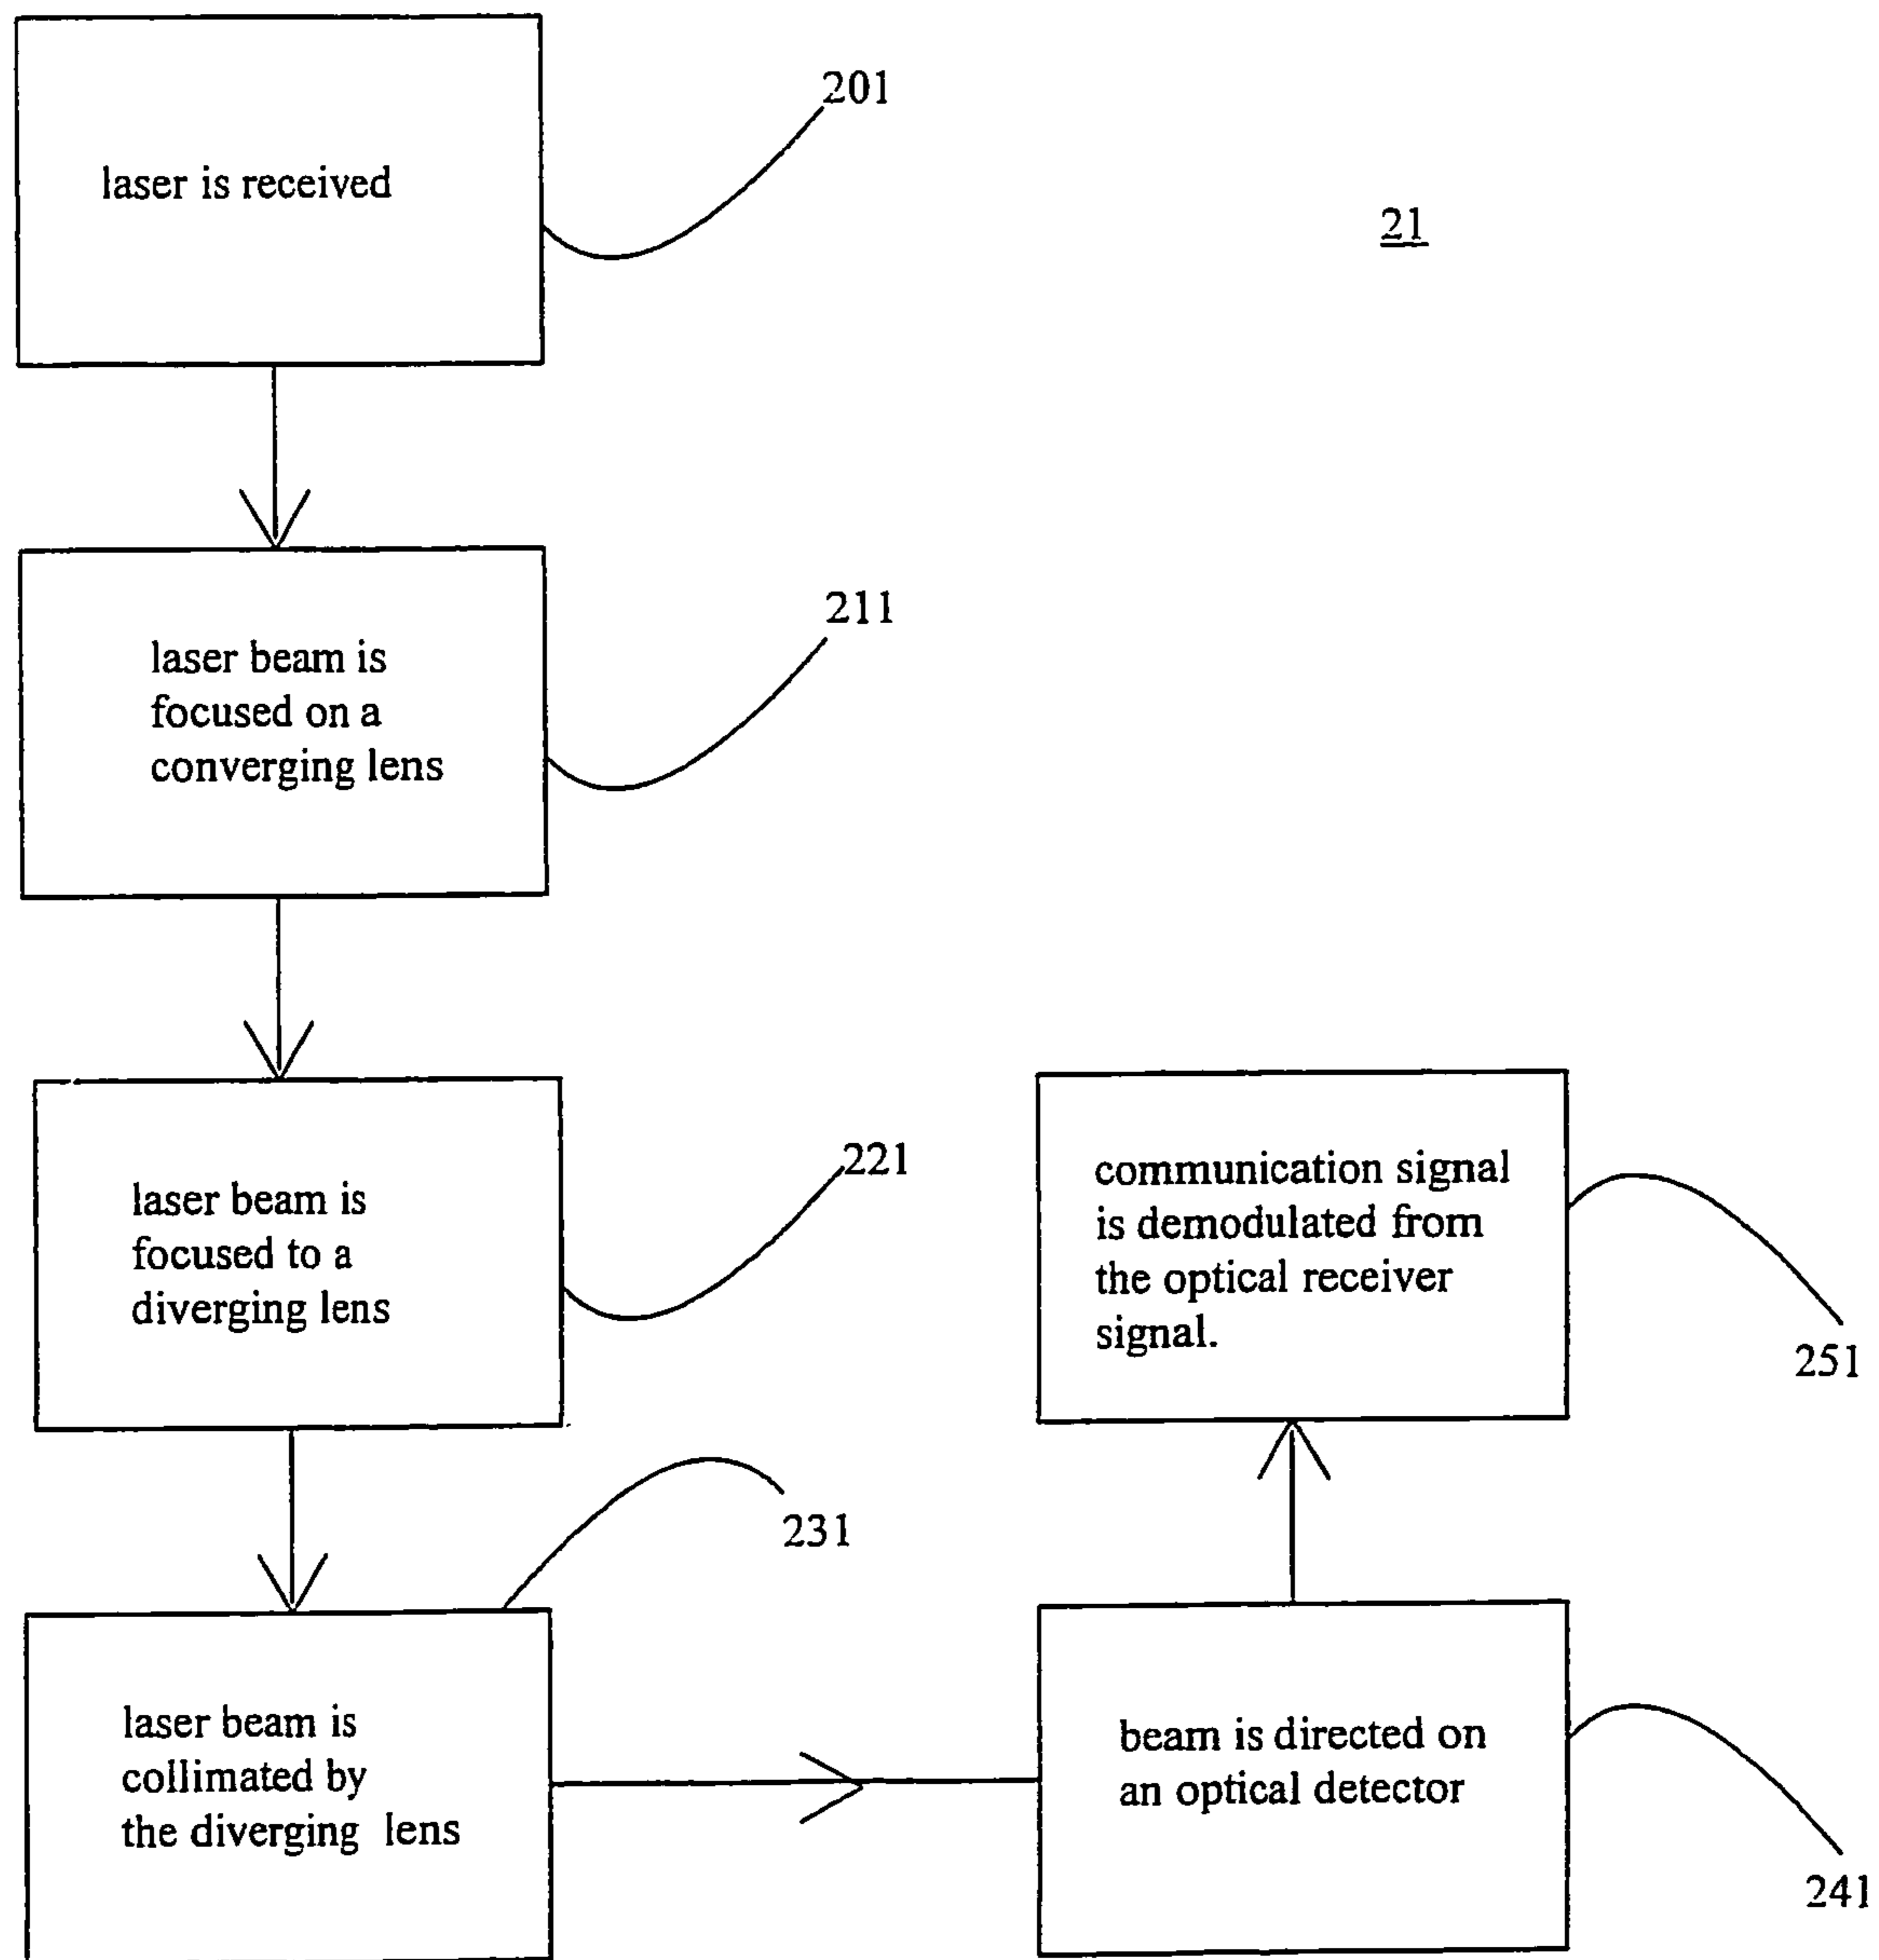 laser is received
201
21
laser beam is
focused on a
converging lens
211
laser beam is
focused to a
diverging lens
221
laser beam is
collimated by
the diverging lens
231
beam is directed on
an optical detector
241
communication signal
is demodulated from
the optical receiver
signal.
251